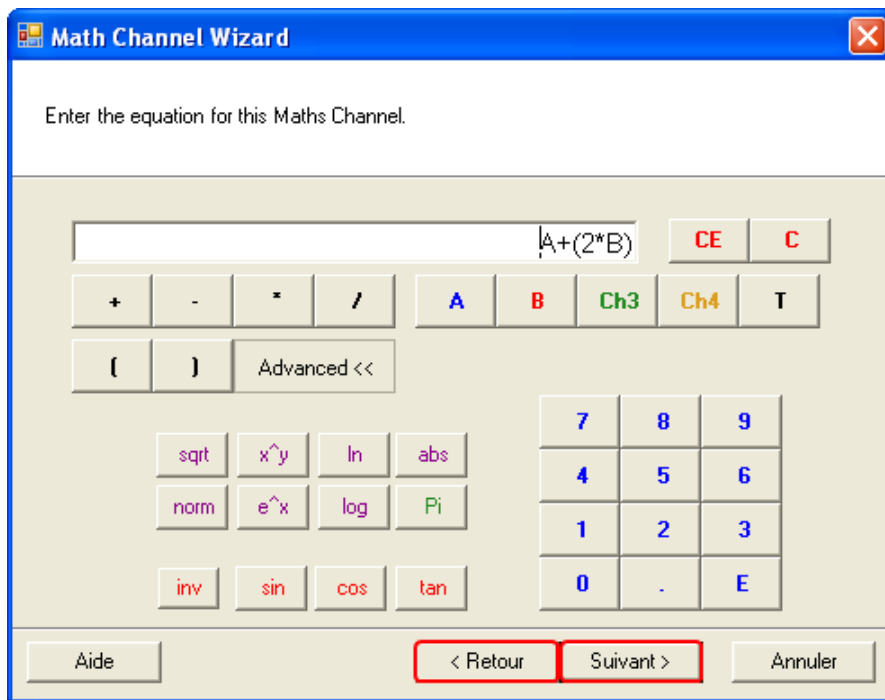 Math Channel Wizard
Enter the equation for this Maths Channel.
A+(2*B) CE C
+ - * / A B Ch3 Ch4 T
( ) Advanced <<
7 8 9
sqrt x^y ln abs
4 5 6
norm e^x log Pi
1 2 3
inv sin cos tan 0 . E
Aide < Retour Suivant > Annuler